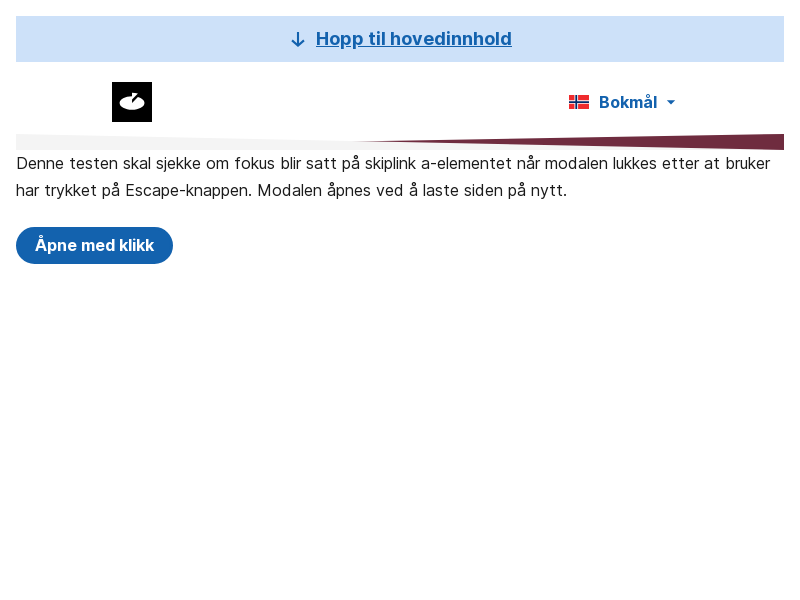 Hopp til hovedinnhold
Bokmål
Denne testen skal sjekke om fokus blir satt på skiplink a-elementet når modalen lukkes etter at bruker
har trykket på Escape-knappen. Modalen åpnes ved å laste siden på nytt.
Åpne med klikk